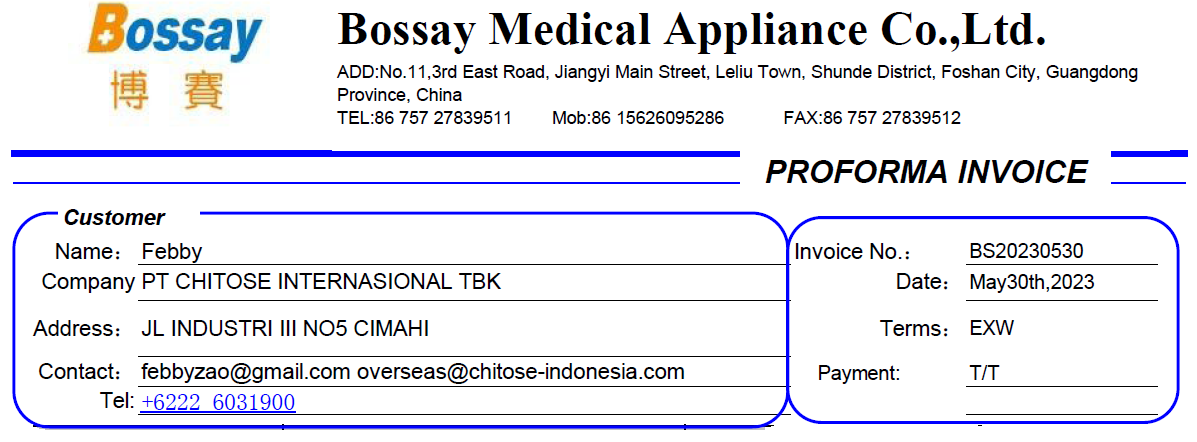 Bossay
博賽
Bossay Medical Appliance Co.,Ltd.
ADD:No.11,3rd East Road, Jiangyi Main Street, Leliu Town, Shunde District, Foshan City, Guangdong
Province, China
TEL:86 757 27839511 Mob:86 15626095286 FAX:86 757 27839512
PROFORMA INVOICE
Customer
Name： Febby
Company PT CHITOSE INTERNASIONAL TBK
Address： JL INDUSTRI III NO5 CIMAHI
Contact： febbyzao@gmail.com overseas@chitose-indonesia.com
Tel: +6222 6031900
Invoice No.： BS20230530
Date： May30th,2023
Terms： EXW
Payment: T/T